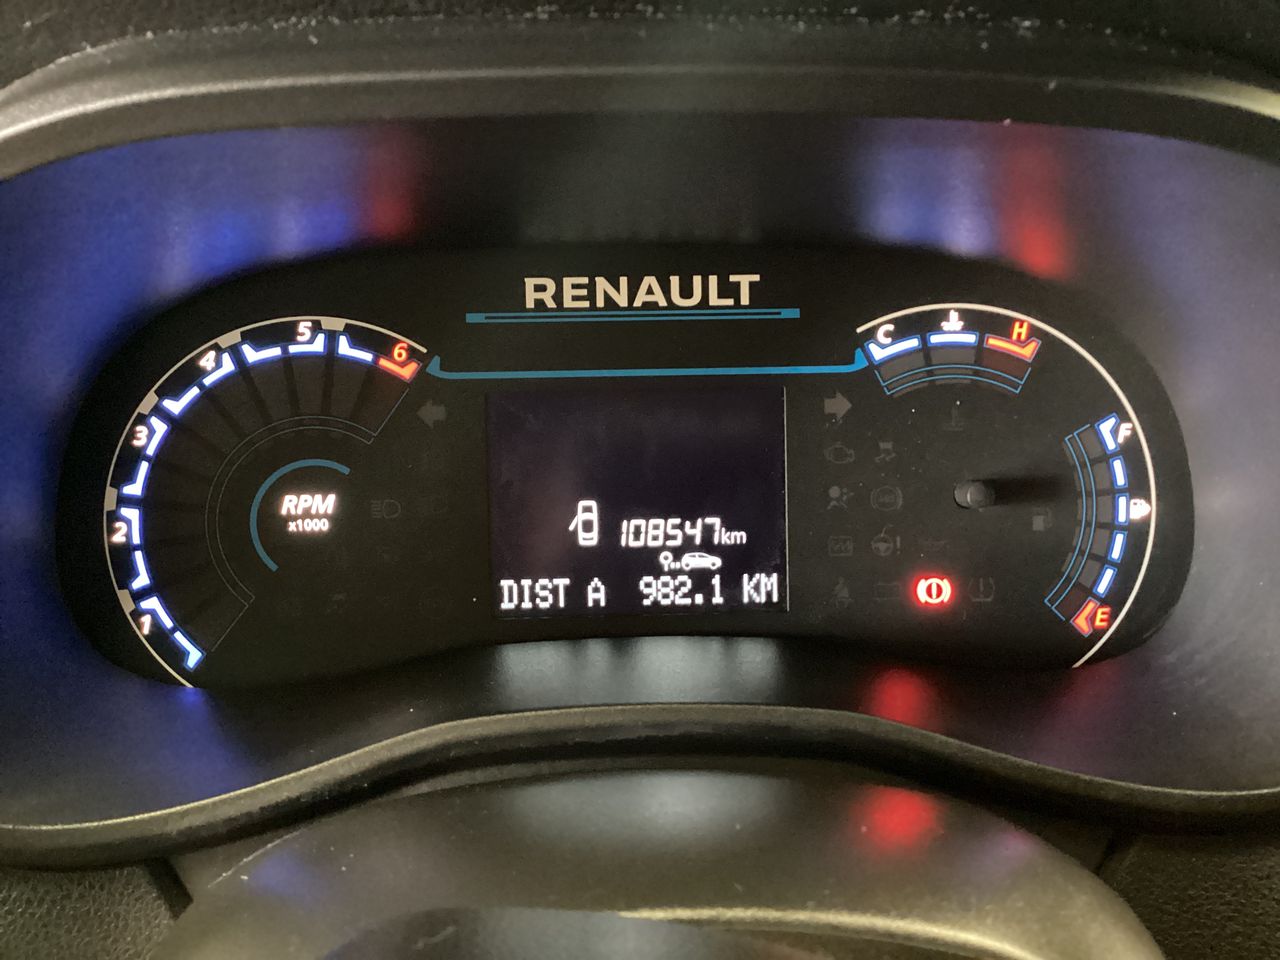 RENAULT
1
2
3
4
5
6
RPM
x1000
C
H
F
E
108547km
DIST A 982.1 KM